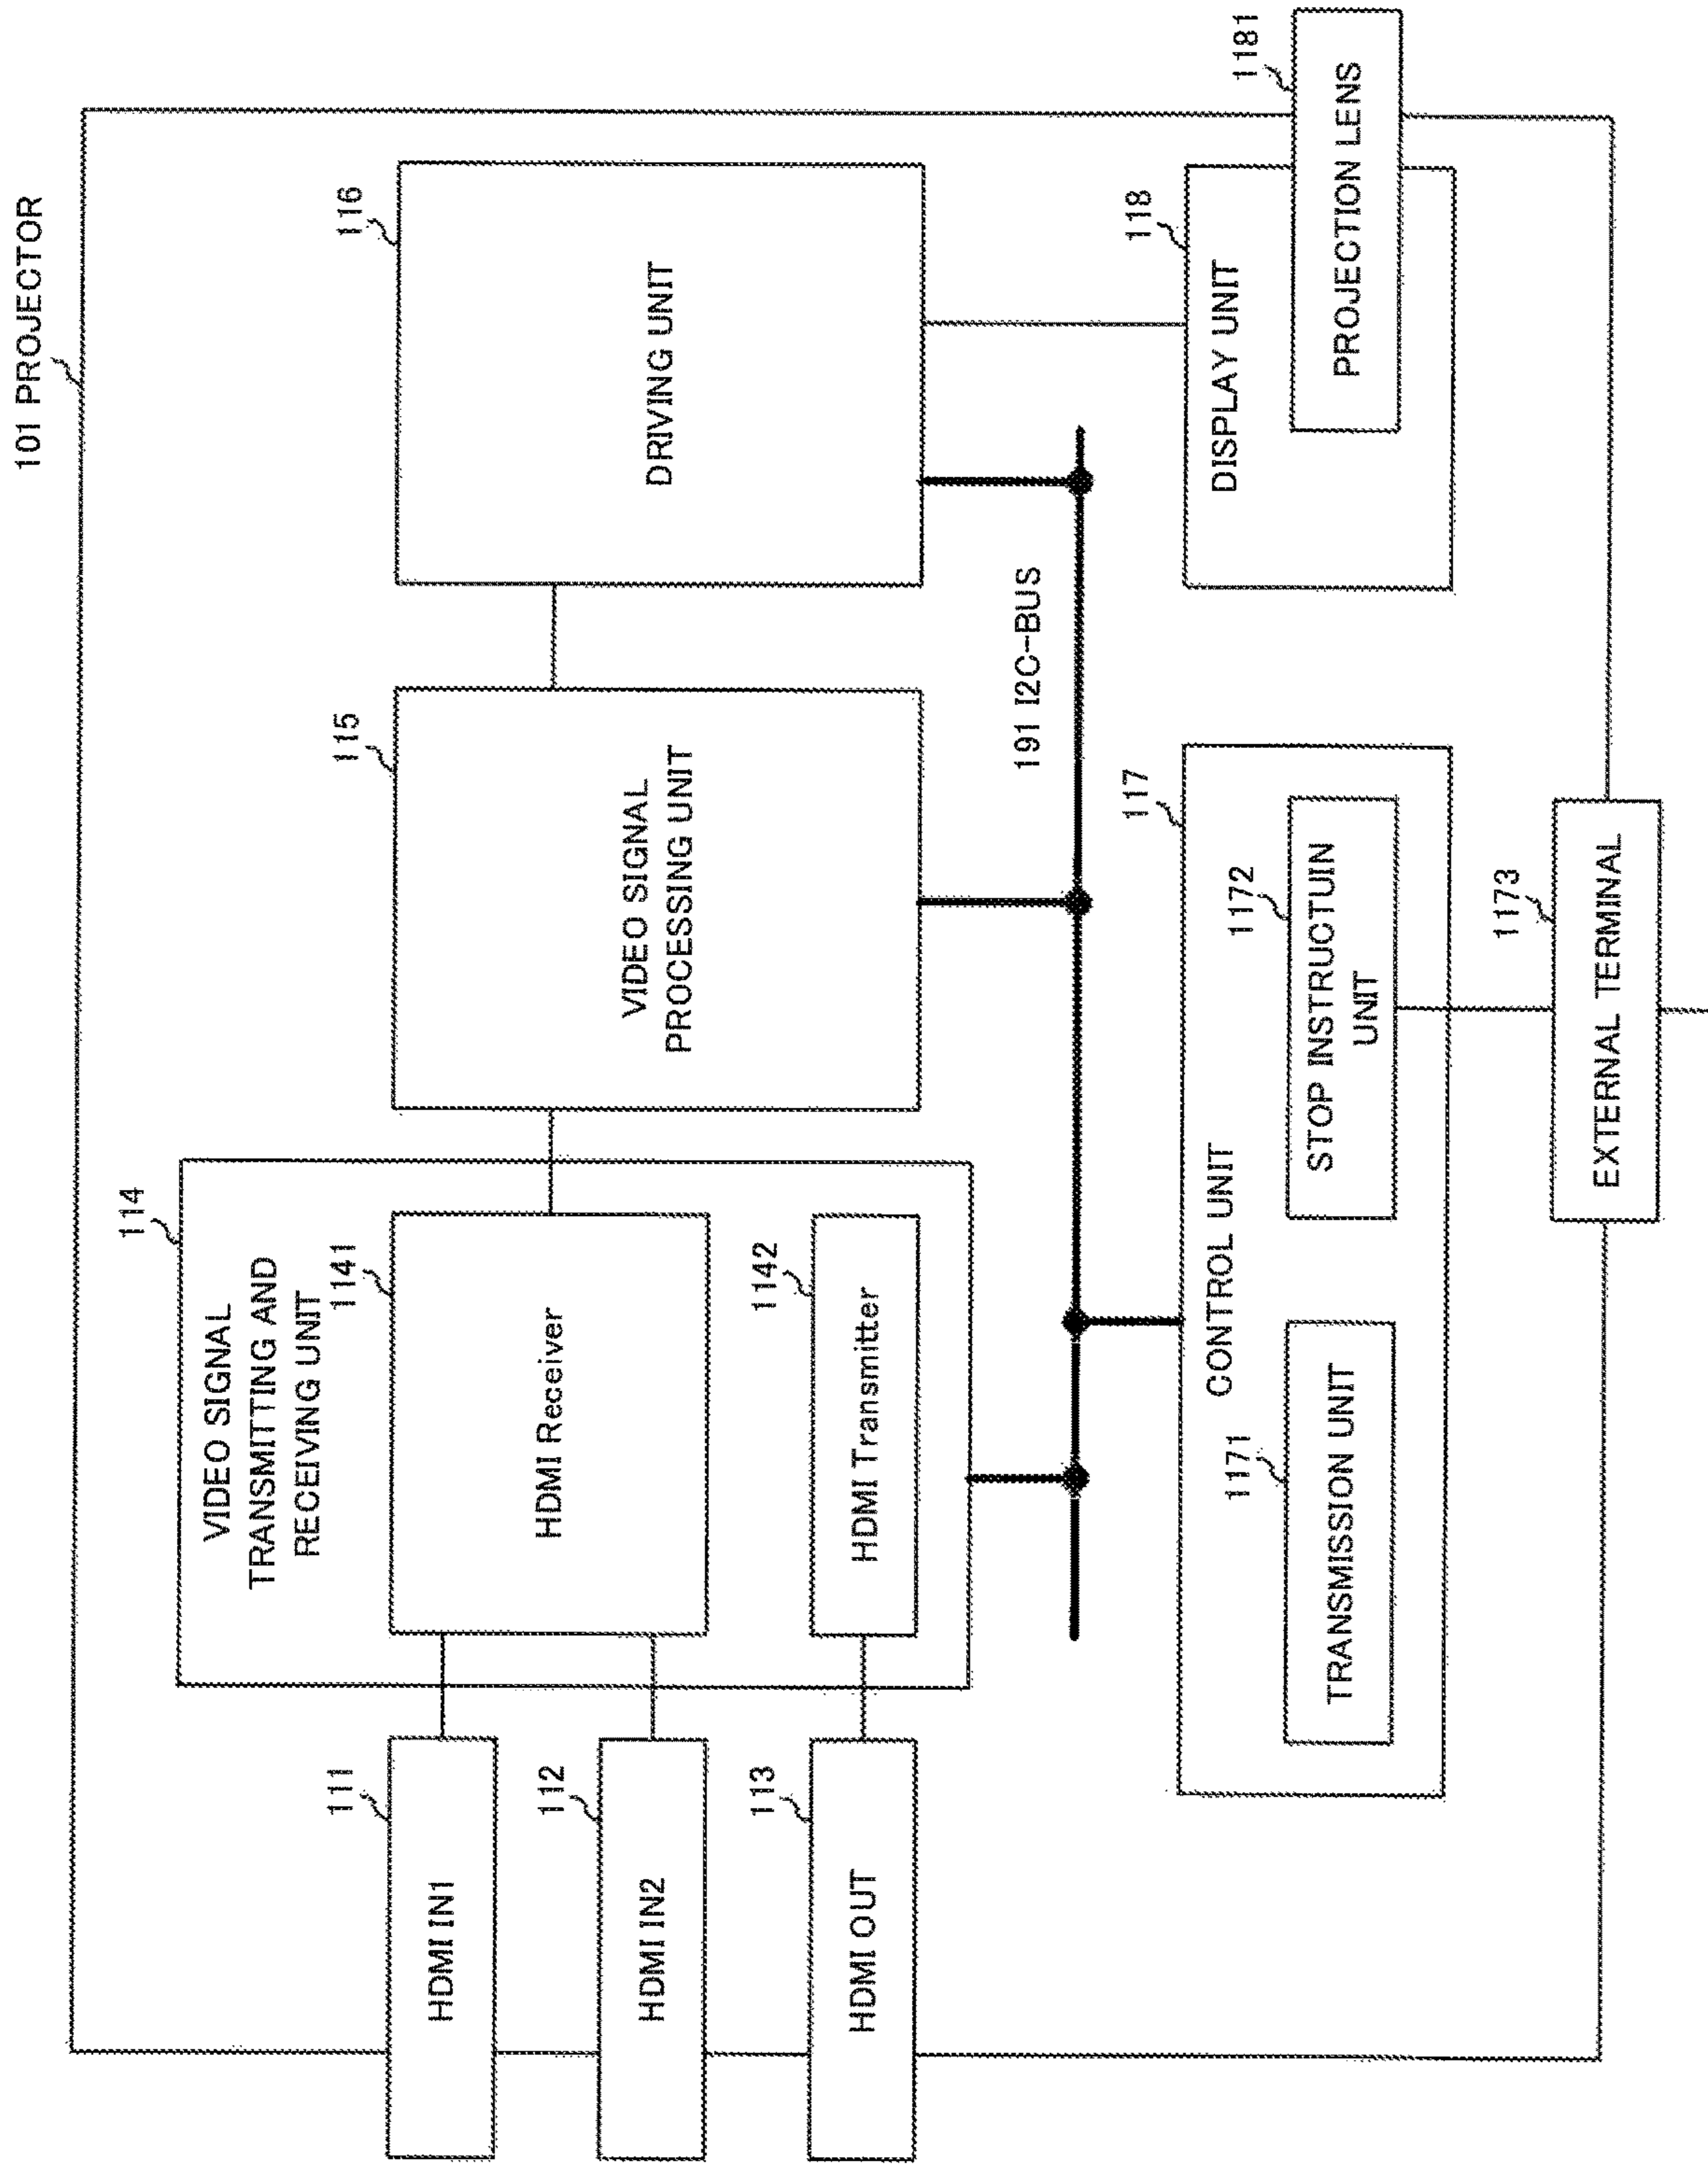 101 PROJECTOR
114
VIDEO SIGNAL
TRANSMITTING AND
RECEIVING UNIT
1141
HDMI Receiver
1142
HDMI Transmitter
111
HDMI IN1
112
HDMI IN2
113
HDMI OUT
115
VIDEO SIGNAL
PROCESSING UNIT
116
DRIVING UNIT
191 I2C-BUS
117
CONTROL UNIT
1171
TRANSMISSION UNIT
1172
STOP INSTRUCTUIN
UNIT
1173
EXTERNAL TERMINAL
118
DISPLAY UNIT
1181
PROJECTION LENS